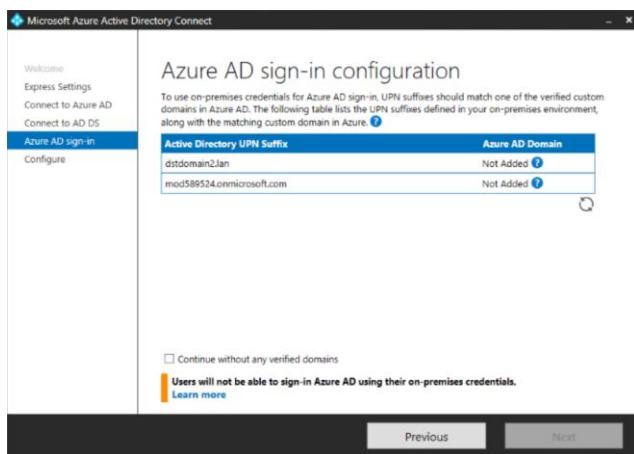 Microsoft Azure Active Directory Connect
Welcome
Express Settings
Connect to Azure AD
Connect to AD DS
Azure AD sign-in
Configure
Azure AD sign-in configuration
To use on-premises credentials for Azure AD sign-in, UPN suffixes should match one of the verified custom
domains in Azure AD. The following table lists the UPN suffixes defined in your on-premises environment,
along with the matching custom domain in Azure. ?
Active Directory UPN Suffix Azure AD Domain
dstdomain2.lan Not Added ?
mod589524.onmicrosoft.com Not Added ?
Continue without any verified domains
Users will not be able to sign-in Azure AD using their on-premises credentials.
Learn more
Previous Next